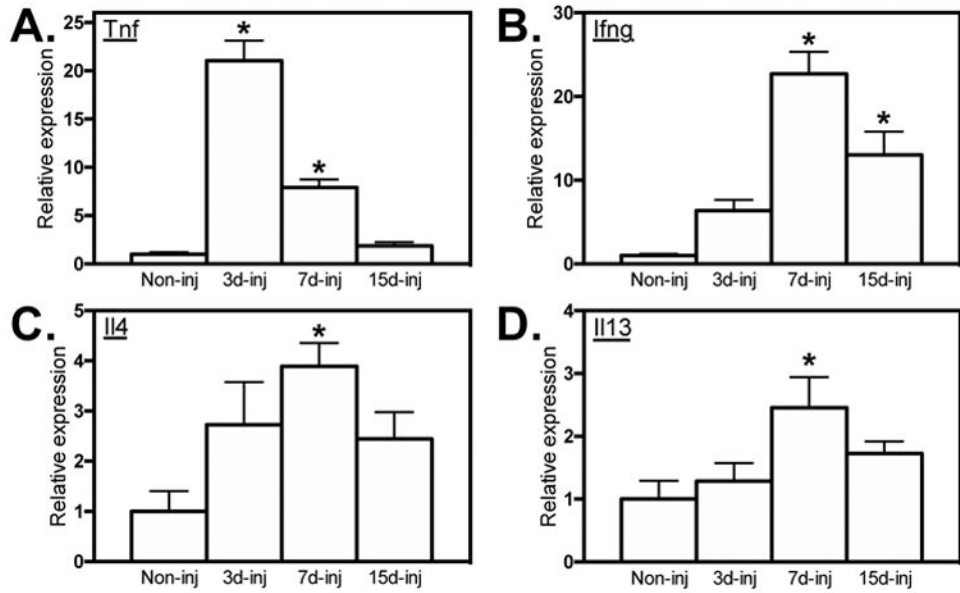 A.
Tnf
Relative expression
25
20
15
10
5
0
*
*
Non-inj 3d-inj 7d-inj 15d-inj
B.
Ifng
Relative expression
30
20
10
0
*
*
Non-inj 3d-inj 7d-inj 15d-inj
C.
Il4
Relative expression
5
4
3
2
1
0
*
Non-inj 3d-inj 7d-inj 15d-inj
D.
Il13
Relative expression
4
3
2
1
0
*
Non-inj 3d-inj 7d-inj 15d-inj